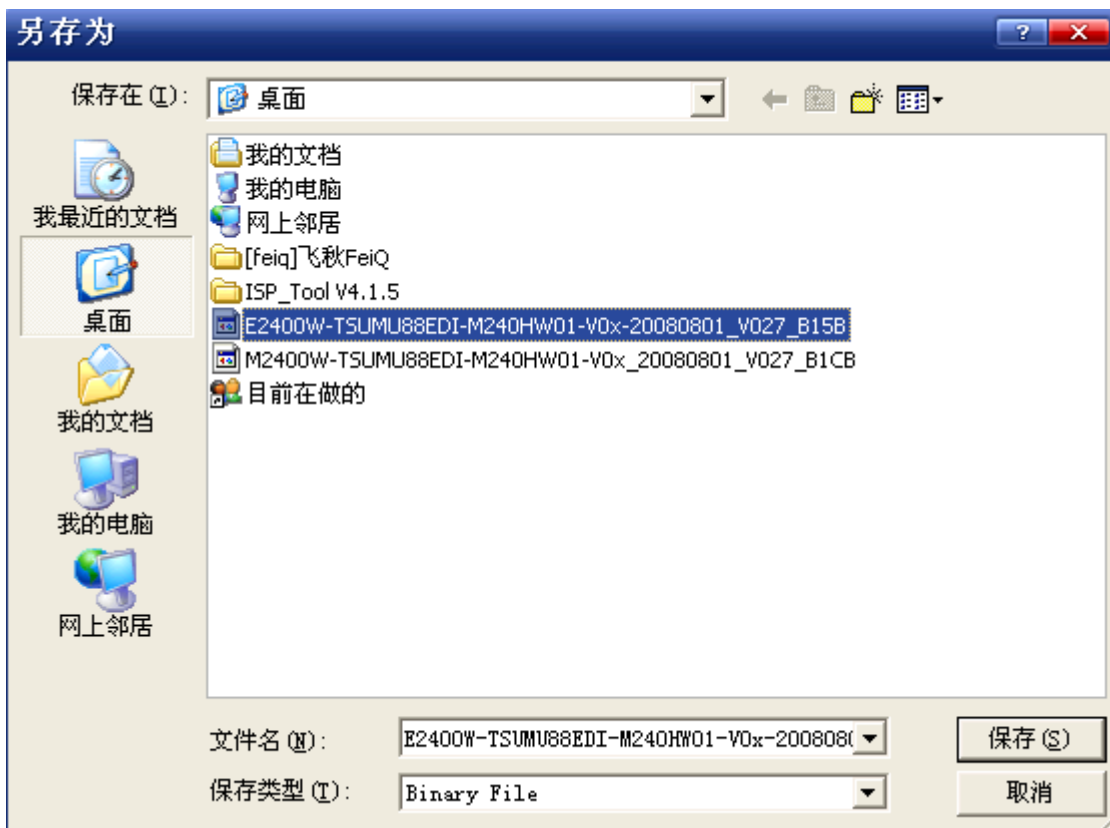 另存为
保存在(I):
桌面
我最近的文档
桌面
我的文档
我的电脑
网上邻居
我的文档
我的电脑
网上邻居
[feiq]飞秋FeiQ
ISP_Tool V4.1.5
E2400W-TSUMU88EDI-M240HW01-V0x-20080801_V027_B15B
M2400W-TSUMU88EDI-M240HW01-V0x_20080801_V027_B1CB
目前在做的
文件名(N):
E2400W-TSUMU88EDI-M240HW01-V0x-200808(
保存(S)
保存类型(T):
Binary File
取消